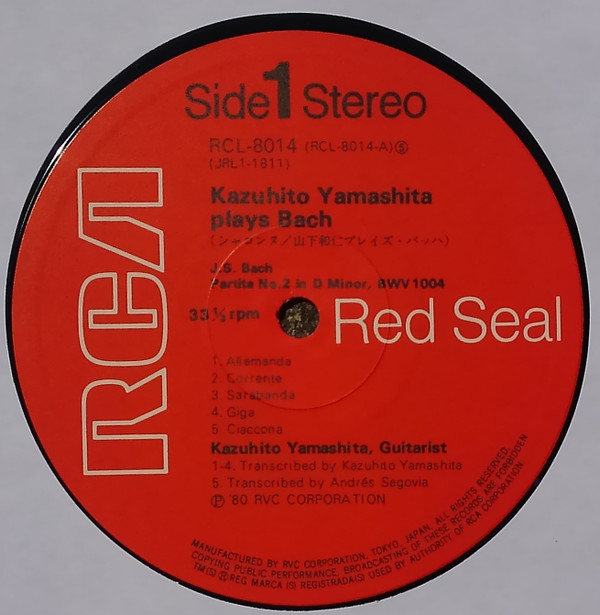 Side 1 Stereo
RCL-8014 (RCL-8014-A)⑤
(JRL1-1811)
Kazuhito Yamashita
plays Bach
(シャコンヌ/山下和仁プレイズ・バッハ)
J.S. Bach
Partita No.2 in D Minor, BWV1004
33⅓rpm
Red Seal
RCA
1. Allemanda
2. Corrente
3. Sarabanda
4. Giga
5. Ciaccona
Kazuhito Yamashita, Guitarist
1-4. Transcribed by Kazuhito Yamashita
5. Transcribed by Andrés Sagovia
Ⓟ '80 RVC CORPORATION
MANUFACTURED BY RVC CORPORATION, TOKYO, JAPAN. ALL RIGHTS RESERVED.
COPYING PUBLIC PERFORMANCE, BROADCASTING OF THESE RECORDS ARE FORBIDDEN
TM(S) ® REG MARCA (S) REGISTRADA(S) USED BY AUTHORITY OF RCA CORPORATION.